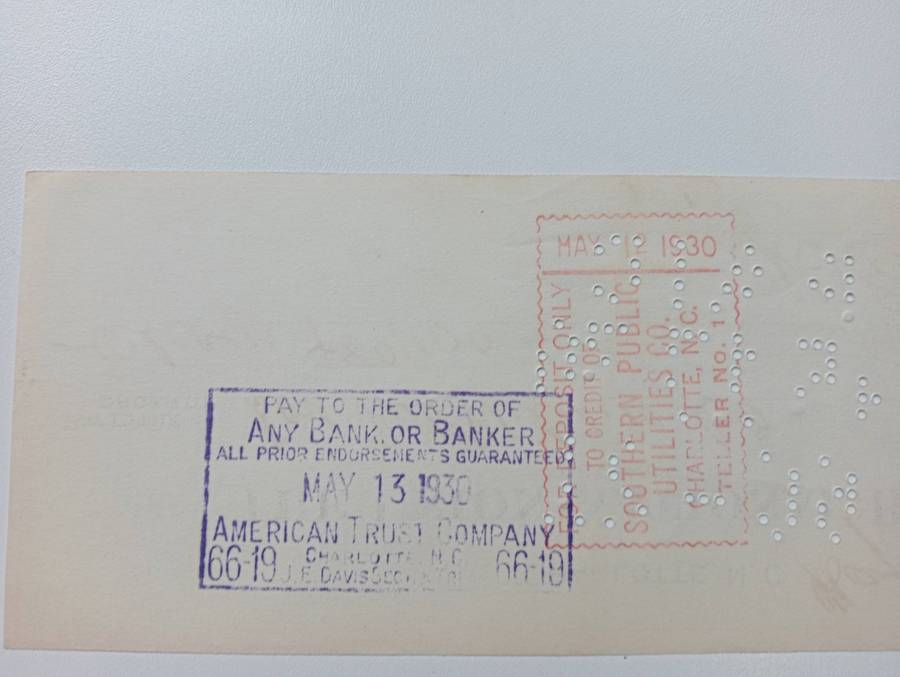 PAY TO THE ORDER OF
ANY BANK. OR BANKER
ALL PRIOR ENDORSEMENTS GUARANTEED
MAY 13 1930
AMERICAN TRUST COMPANY
66-19 CHARLOTTE, N.C. 66-19
J. E. DAVIS
MAY 12 1930
FOR DEPOSIT ONLY
TO CREDIT OF
SOUTHERN PUBLIC
UTILITIES CO.
CHARLOTTE, N.C.
TELLER NO. 1